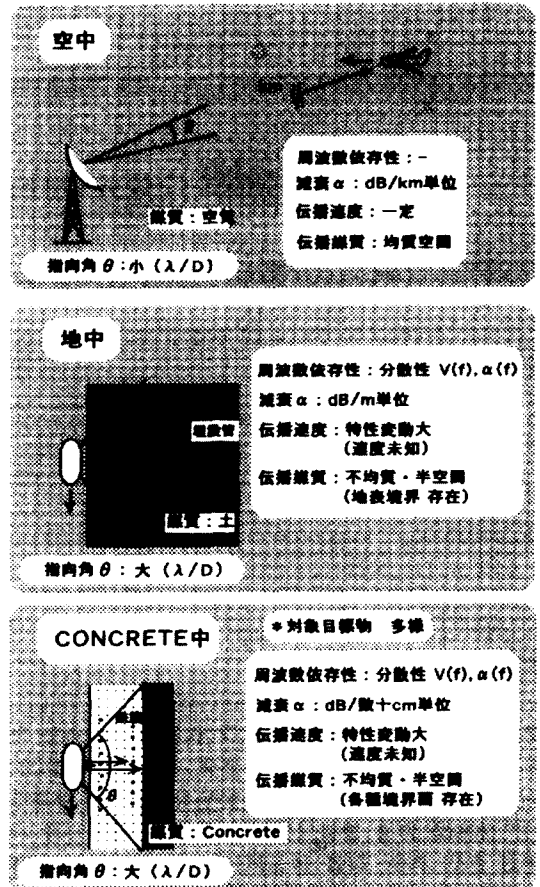 空中
θ
周波数依存性：－
減衰α：dB/km単位
伝播速度：一定
伝播媒質：均質空間
媒質：空気
指向角θ：小（λ/D）
地中
周波数依存性：分散性 V(f),α(f)
減衰α：dB/m単位
伝播速度：特性変動大
（速度未知）
伝播媒質：不均質・半空間
（地表境界 存在）
埋設管
媒質：土
指向角θ：大（λ/D）
CONCRETE中
＊対象目標物 多様
周波数依存性：分散性 V(f),α(f)
減衰α：dB/数十cm単位
伝播速度：特性変動大
（速度未知）
伝播媒質：不均質・半空間
（各種境界面 存在）
θ
媒質：Concrete
指向角θ：大（λ/D）